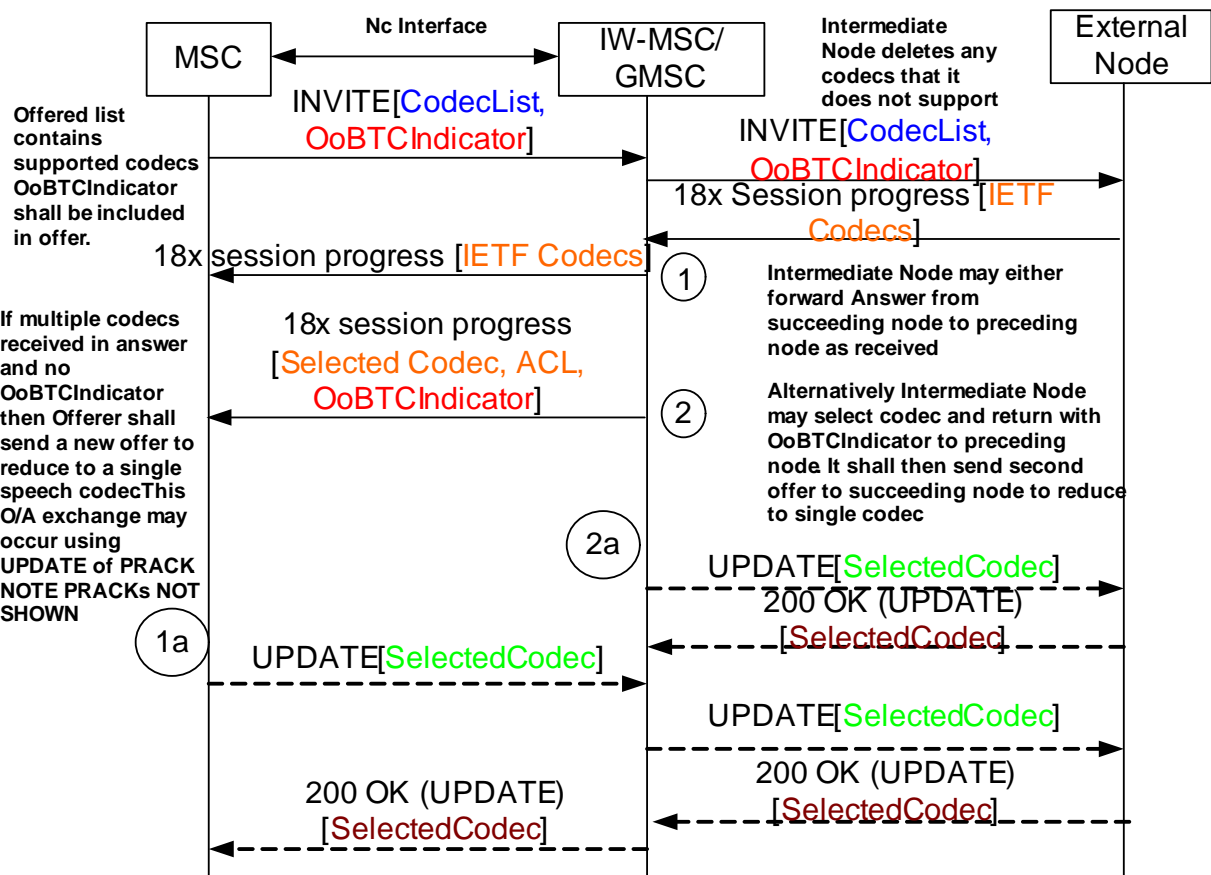 MSC
Nc Interface
IW-MSC/
GMSC
Intermediate
Node deletes any
codecs that it
does not support
External
Node
Offered list
contains
supported codecs
OoBTCIndicator
shall be included
in offer.
INVITE[CodecList,
OoBTCIndicator]
INVITE[CodecList,
OoBTCIndicator]
18x Session progress [IETF
Codecs]
18x session progress [IETF Codecs]
1
Intermediate Node may either
forward Answer from
succeeding node to preceding
node as received
If multiple codecs
received in answer
and no
OoBTCIndicator
then Offerer shall
send a new offer to
reduce to a single
speech codec.This
O/A exchange may
occur using
UPDATE of PRACK
NOTE PRACKs NOT
SHOWN
18x session progress
[Selected Codec, ACL,
OoBTCIndicator]
2
Alternatively Intermediate Node
may select codec and return with
OoBTCIndicator to preceding
node. It shall then send second
offer to succeeding node to reduce
to single codec
2a
UPDATE[SelectedCodec]
200 OK (UPDATE)
[SelectedCodec]
1a
UPDATE[SelectedCodec]
UPDATE[SelectedCodec]
200 OK (UPDATE)
[SelectedCodec]
200 OK (UPDATE)
[SelectedCodec]